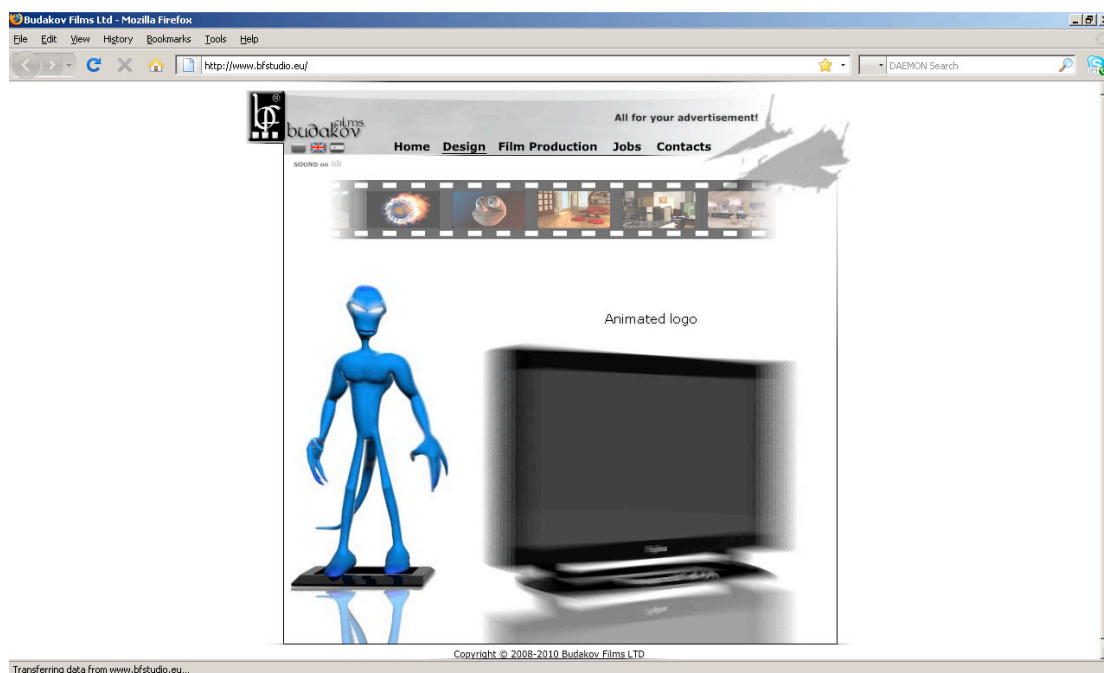 Budakov Films Ltd - Mozilla Firefox
File Edit View History Bookmarks Tools Help
http://www.bfstudio.eu/
DAEMON Search
bf ®
films
budakov
All for your advertisement!
Home Design Film Production Jobs Contacts
SOUND on
Animated logo
Copyright © 2008-2010 Budakov Films LTD
Transferring data from www.bfstudio.eu...